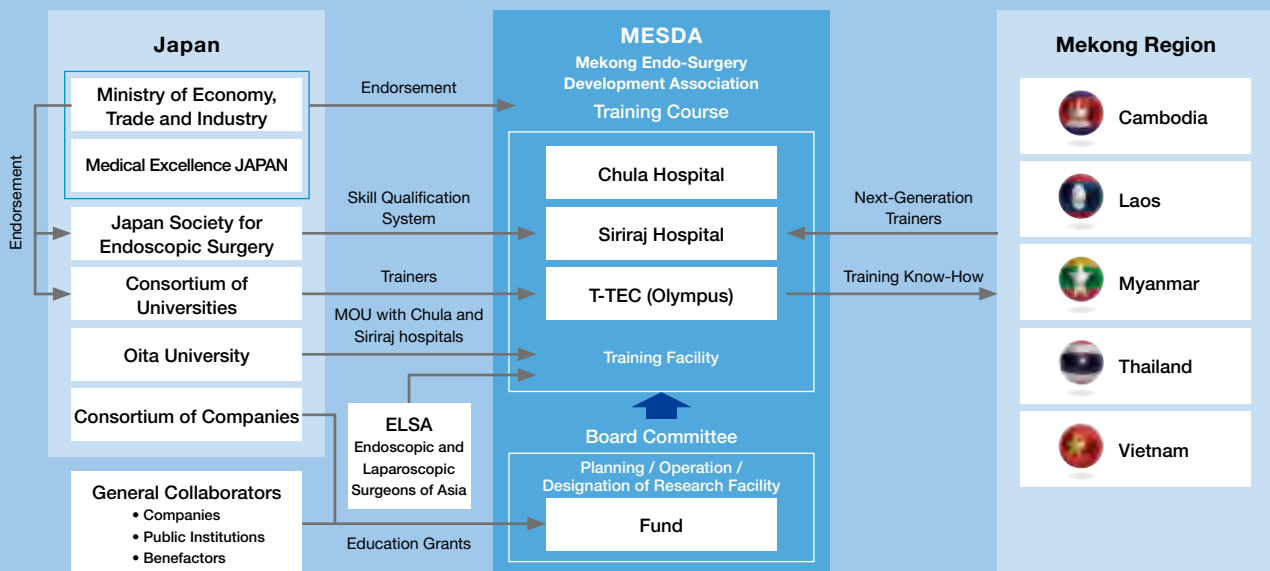 Japan
Ministry of Economy,
Trade and Industry
Medical Excellence JAPAN
Japan Society for
Endoscopic Surgery
Consortium of
Universities
Oita University
Consortium of Companies
General Collaborators
• Companies
• Public Institutions
• Benefactors
Endorsement
Endorsement
Skill Qualification
System
Trainers
MOU with Chula and
Siriraj hospitals
ELSA
Endoscopic and
Laparoscopic
Surgeons of Asia
Education Grants
MESDA
Mekong Endo-Surgery
Development Association
Training Course
Chula Hospital
Siriraj Hospital
T-TEC (Olympus)
Training Facility
Board Committee
Planning / Operation /
Designation of Research Facility
Fund
Next-Generation
Trainers
Training Know-How
Mekong Region
Cambodia
Laos
Myanmar
Thailand
Vietnam